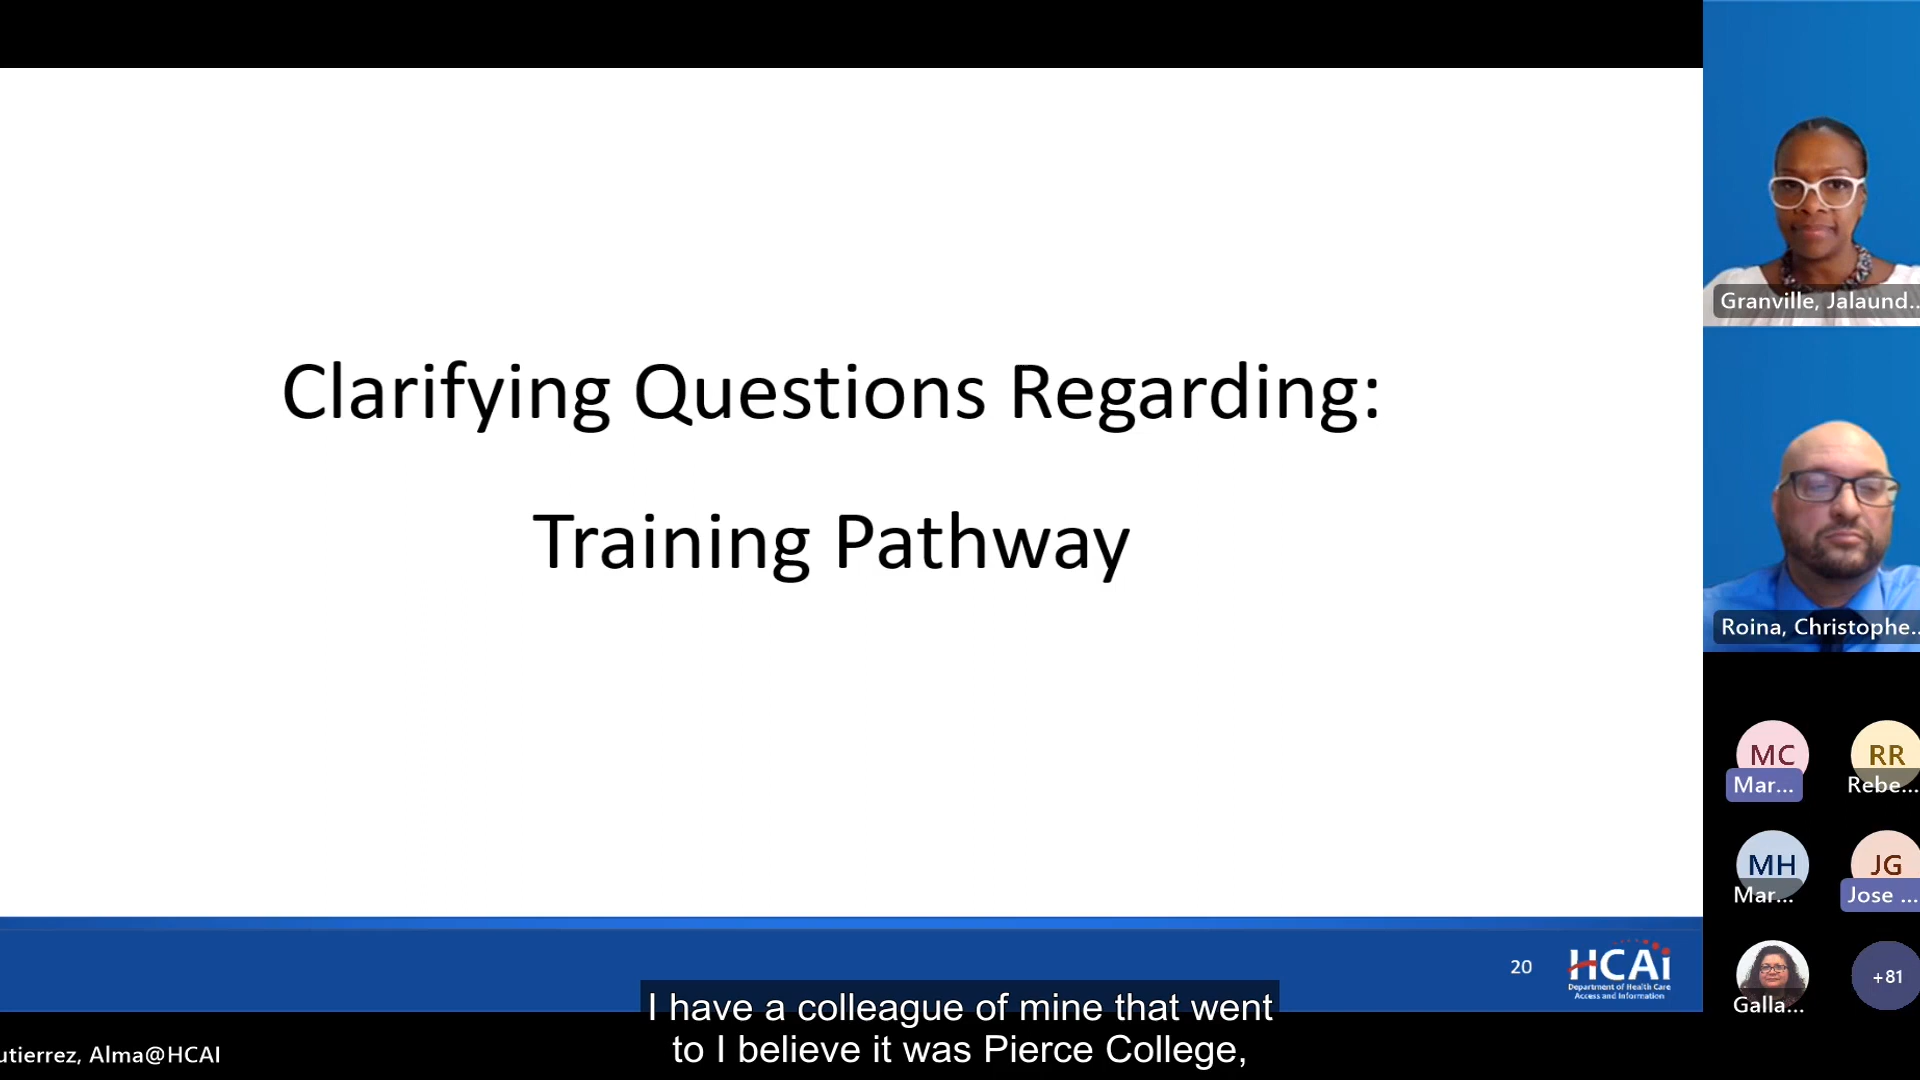 Clarifying Questions Regarding:
Training Pathway
Granville, Jalaund...
Roina, Christophe...
MC
Mar...
RR
Rebe...
MH
Mar...
JG
Jose ...
Galla...
+81
20
HCAi
Department of Health Care
Access and Information
I have a colleague of mine that went
to I believe it was Pierce College,
utierrez, Alma@HCAI